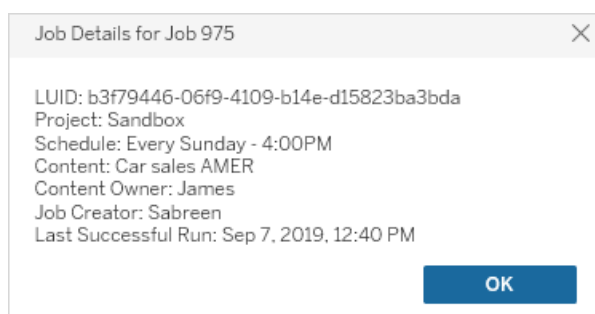 Job Details for Job 975
LUID: b3f79446-06f9-4109-b14e-d15823ba3bda
Project: Sandbox
Schedule: Every Sunday - 4:00PM
Content: Car sales AMER
Content Owner: James
Job Creator: Sabreen
Last Successful Run: Sep 7, 2019, 12:40 PM
OK